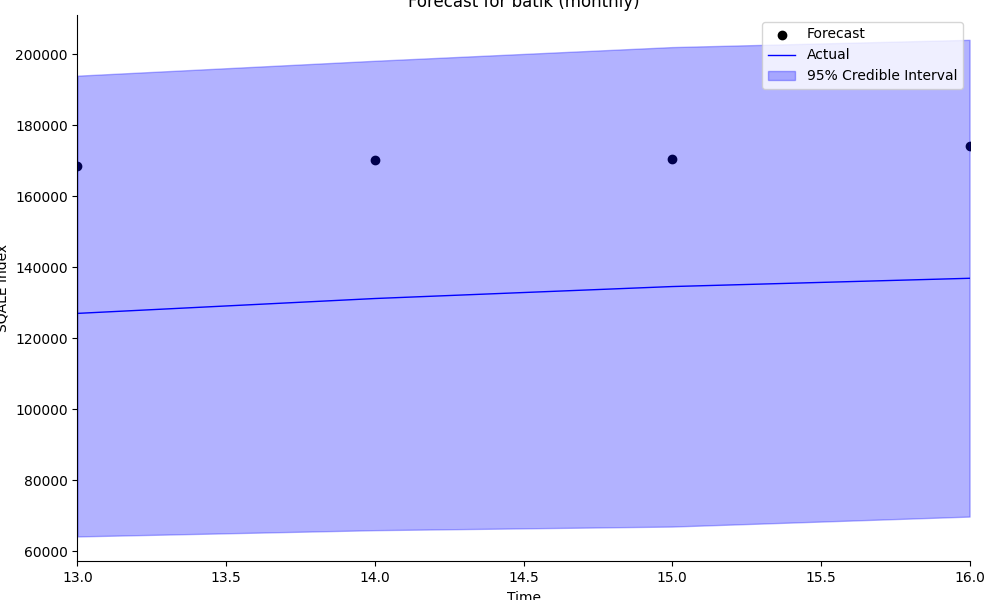 Forecast for batik (monthly)
Forecast
Actual
95% Credible Interval
200000
180000
160000
140000
120000
100000
80000
60000
SQALE Index
13.0
13.5
14.0
14.5
15.0
15.5
16.0
Time